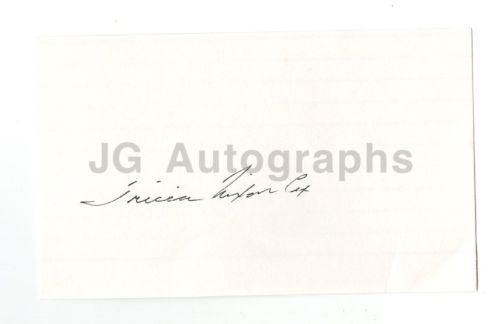 JG Autographs
Tricia Nixon Cox